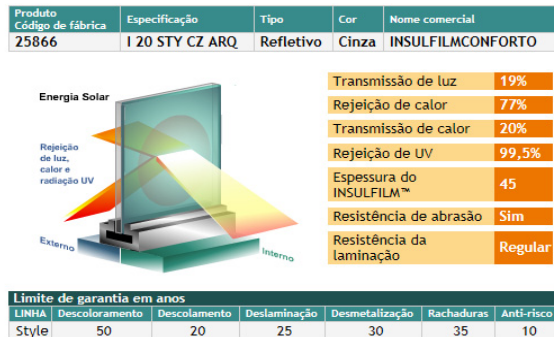 Produto
Código de fábrica Especificação Tipo Cor Nome comercial
25866 I 20 STY CZ ARQ Refletivo Cinza INSULFILMCONFORTO
Energia Solar
Rejeição
de luz,
calor e
radiação UV
Externo
Interno
Transmissão de luz 19%
Rejeição de calor 77%
Transmissão de calor 20%
Rejeição de UV 99,5%
Espessura do
INSULFILM™ 45
Resistência de abrasão Sim
Resistência da
laminação Regular
Limite de garantia em anos
LINHA Descoloramento Descolamento Deslaminação Desmetalização Rachaduras Anti-risco
Style 50 20 25 30 35 10